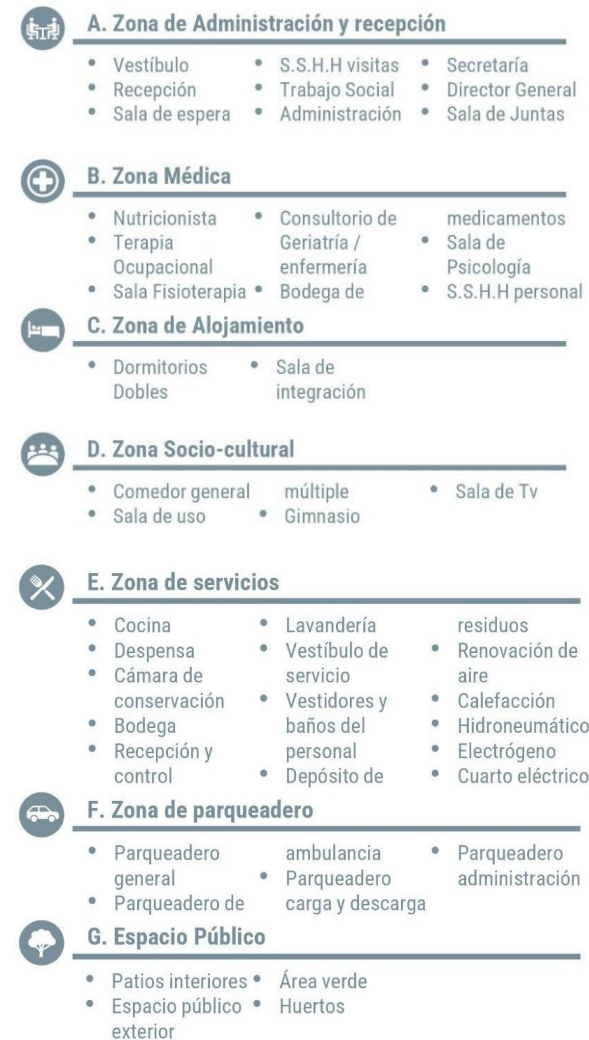 A. Zona de Administración y recepción
• Vestíbulo
• Recepción
• Sala de espera
• S.S.H.H visitas
• Trabajo Social
• Administración
• Secretaría
• Director General
• Sala de Juntas
B. Zona Médica
• Nutricionista
• Terapia
Ocupacional
• Sala Fisioterapia
• Consultorio de
Geriatría /
enfermería
• Bodega de
medicamentos
• Sala de
Psicología
• S.S.H.H personal
C. Zona de Alojamiento
• Dormitorios
Dobles
• Sala de
integración
D. Zona Socio-cultural
• Comedor general
• Sala de uso
múltiple
• Gimnasio
• Sala de Tv
E. Zona de servicios
• Cocina
• Despensa
• Cámara de
conservación
• Bodega
• Recepción y
control
• Lavandería
• Vestíbulo de
servicio
• Vestidores y
baños del
personal
• Depósito de
residuos
• Renovación de
aire
• Calefacción
• Hidroneumático
• Electrógeno
• Cuarto eléctrico
F. Zona de parqueadero
• Parqueadero
general
• Parqueadero de
ambulancia
• Parqueadero
carga y descarga
• Parqueadero
administración
G. Espacio Público
• Patios interiores
• Espacio público
exterior
• Área verde
• Huertos